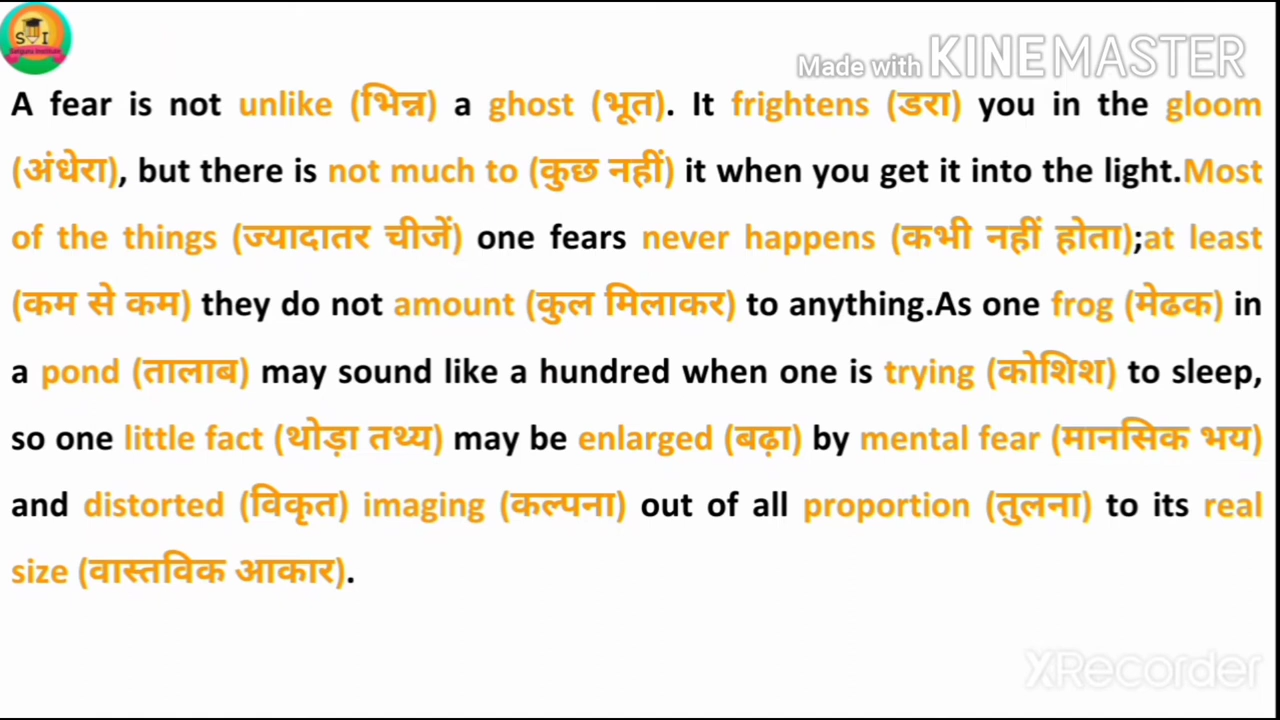 S I
Satguru Institute
Made with KINEMASTER
A fear is not unlike (भिन्न) a ghost (भूत). It frightens (डरा) you in the gloom
(अंधेरा), but there is not much to (कुछ नहीं) it when you get it into the light.Most
of the things (ज्यादातर चीजें) one fears never happens (कभी नहीं होता);at least
(कम से कम) they do not amount (कुल मिलाकर) to anything.As one frog (मेढक) in
a pond (तालाब) may sound like a hundred when one is trying (कोशिश) to sleep,
so one little fact (थोड़ा तथ्य) may be enlarged (बढ़ा) by mental fear (मानसिक भय)
and distorted (विकृत) imaging (कल्पना) out of all proportion (तुलना) to its real
size (वास्तविक आकार).
XRecorder